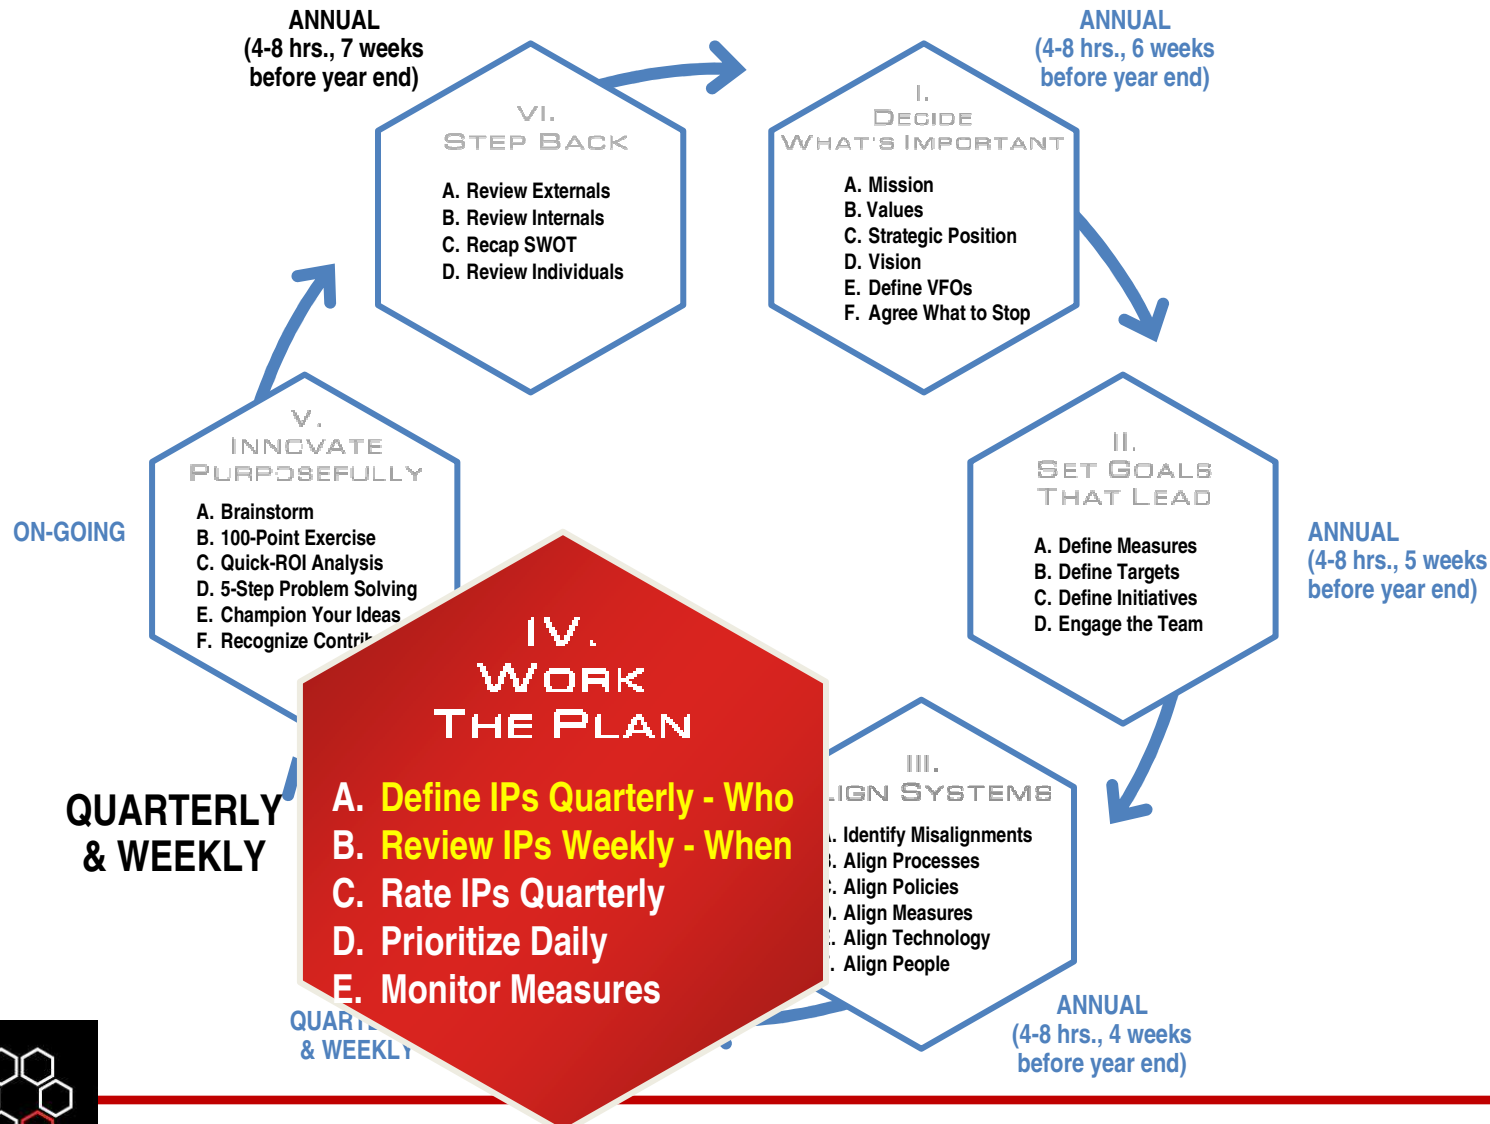 ANNUAL
(4-8 hrs., 7 weeks
before year end)
ANNUAL
(4-8 hrs., 6 weeks
before year end)
VI.
STEP BACK
A. Review Externals
B. Review Internals
C. Recap SWOT
D. Review Individuals
I.
DECIDE
WHAT'S IMPORTANT
A. Mission
B. Values
C. Strategic Position
D. Vision
E. Define VFOs
F. Agree What to Stop
V.
INNOVATE
PURPOSEFULLY
A. Brainstorm
B. 100-Point Exercise
C. Quick-ROI Analysis
D. 5-Step Problem Solving
E. Champion Your Ideas
F. Recognize
ON-GOING
II.
SET GOALS
THAT LEAD
A. Define Measures
B. Define Targets
C. Define Initiatives
D. Engage the Team
ANNUAL
(4-8 hrs., 5 weeks
before year end)
IV.
WORK
THE PLAN
A. Define IPs Quarterly - Who
B. Review IPs Weekly - When
C. Rate IPs Quarterly
D. Prioritize Daily
E. Monitor Measures
QUARTERLY
& WEEKLY
III.
SYSTEMS
Identify Misalignments
Align Processes
Align Policies
Align Measures
Align Technology
Align People
ANNUAL
(4-8 hrs., 4 weeks
before year end)
& WEEKLY